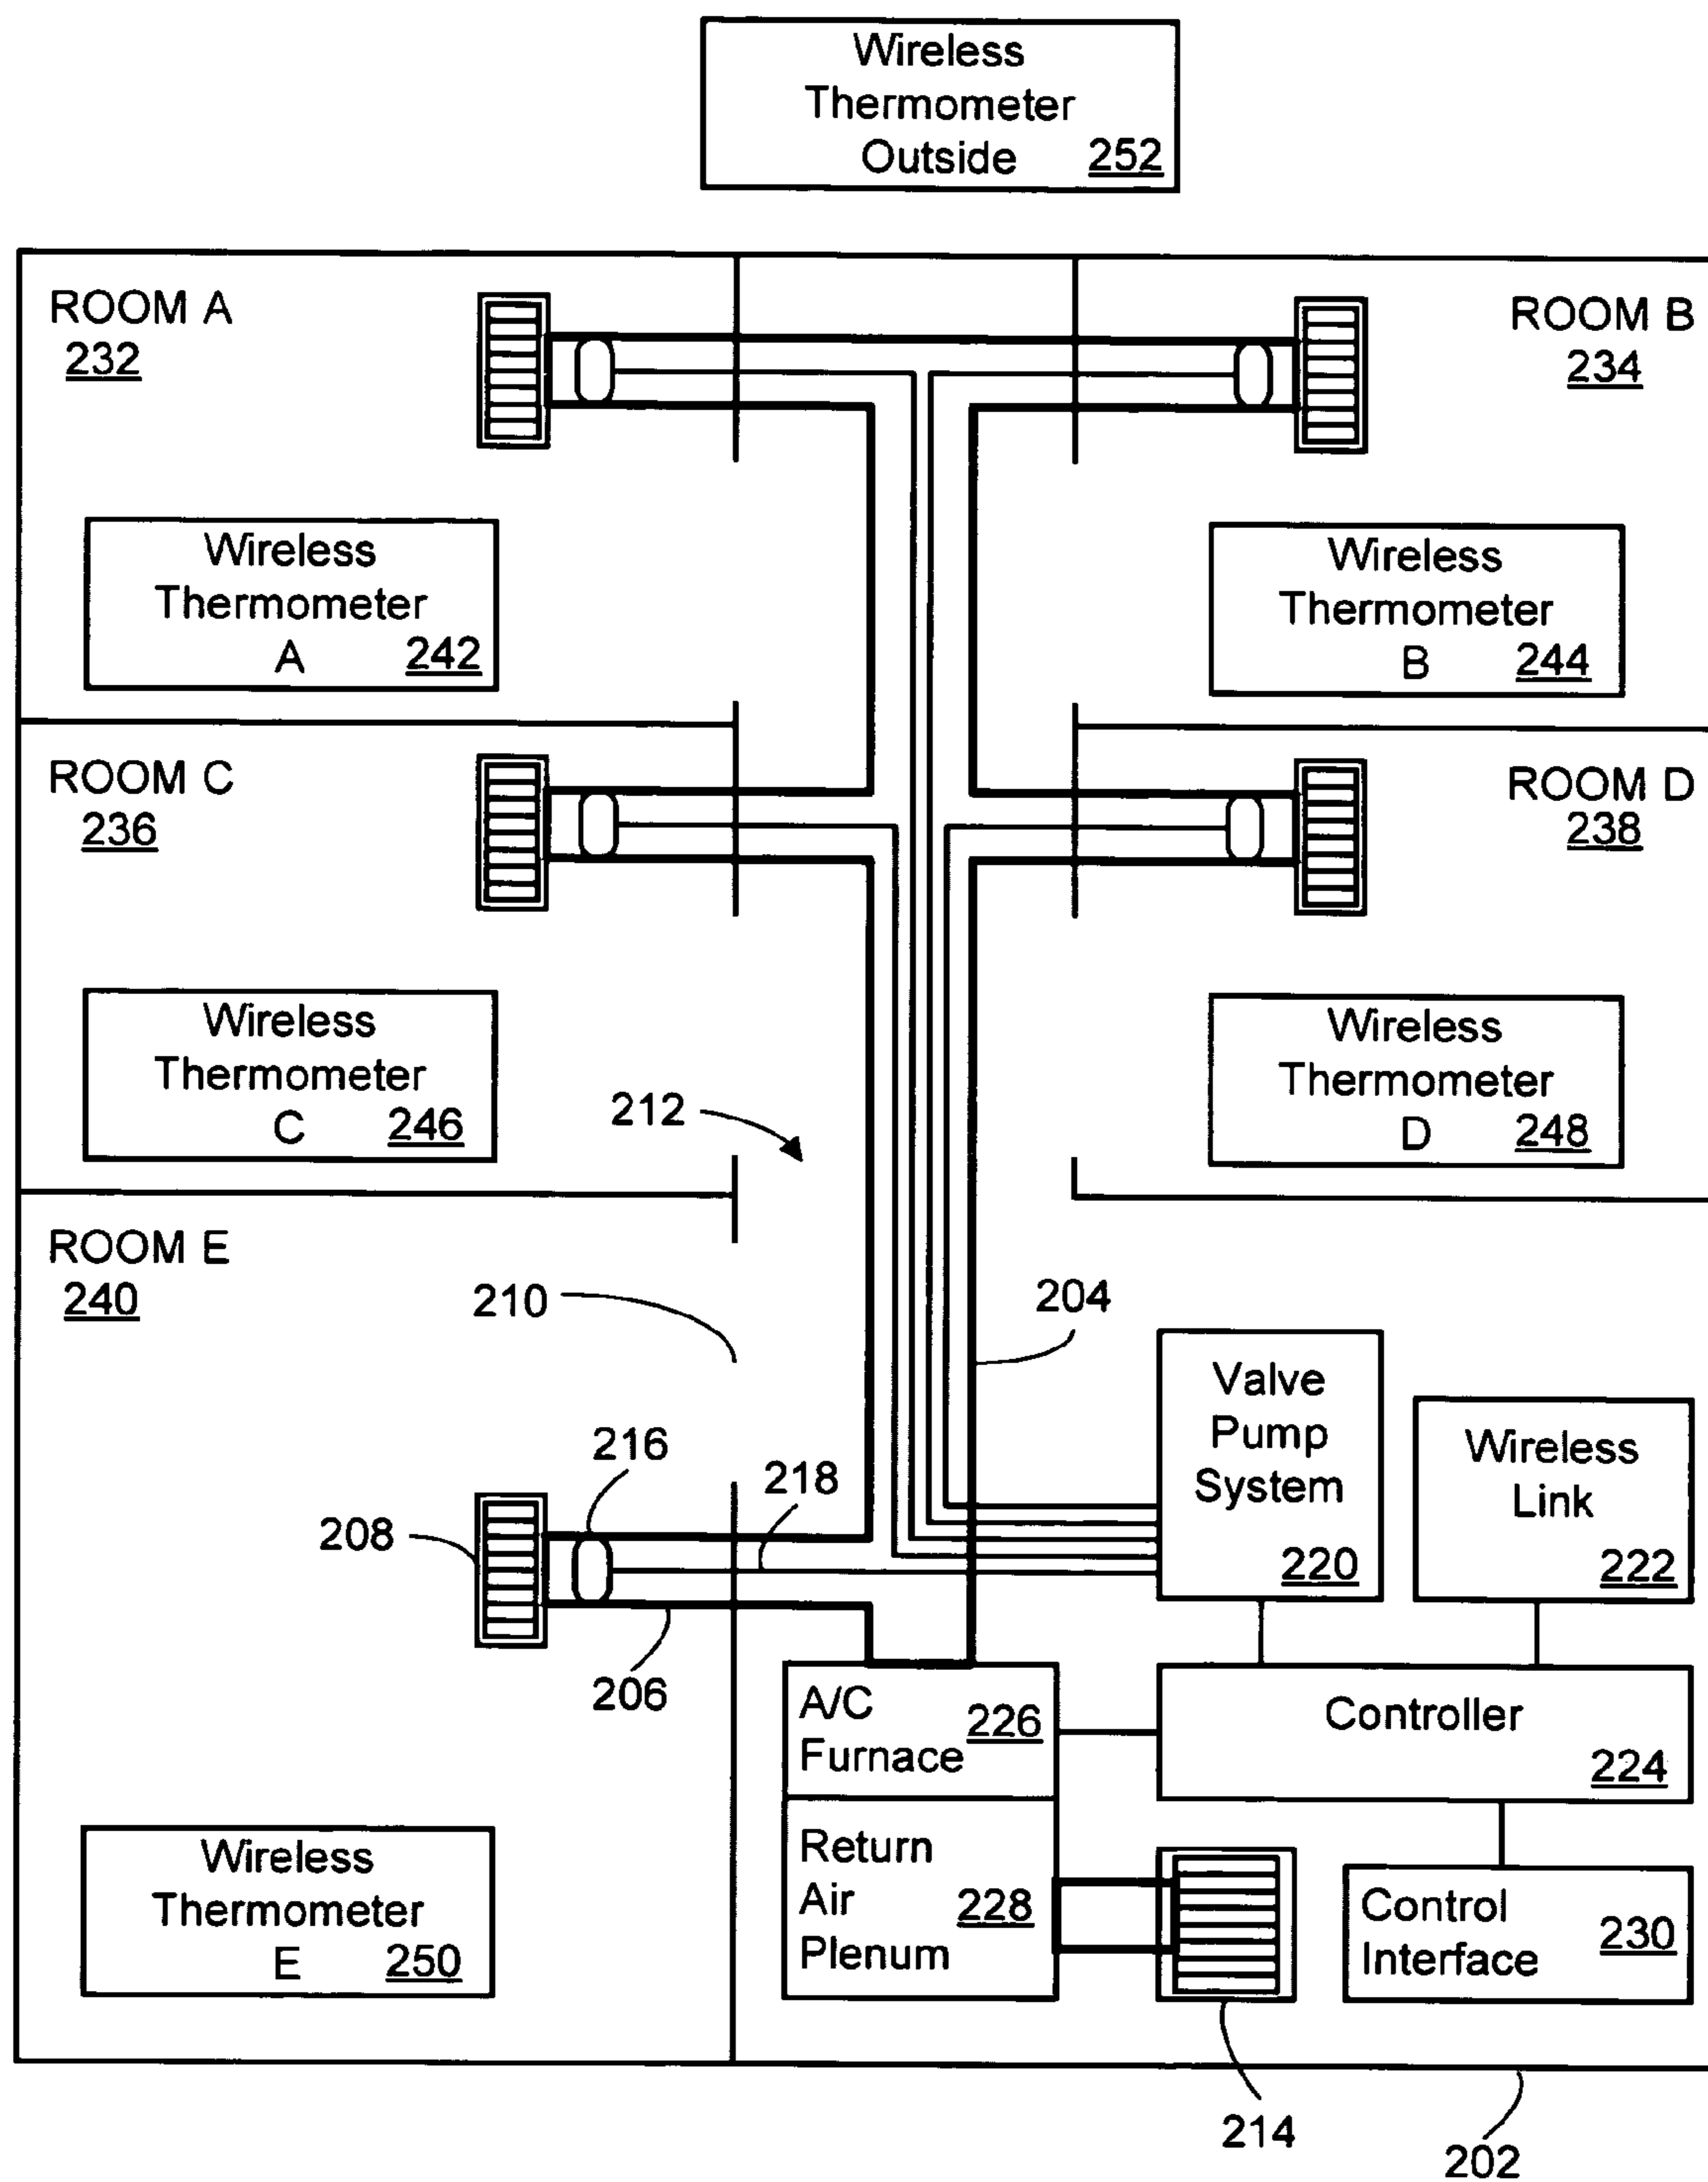 Wireless
Thermometer
Outside 252
ROOM A
232
ROOM B
234
Wireless
Thermometer
A 242
Wireless
Thermometer
B 244
ROOM C
236
ROOM D
238
Wireless
Thermometer
C 246
Wireless
Thermometer
D 248
212
ROOM E
240
210
204
Valve
Pump
System
220
Wireless
Link
222
216
218
208
206
A/C
Furnace 226
Controller
224
Return
Air
Plenum
228
Control
Interface
230
Wireless
Thermometer
E 250
214
202